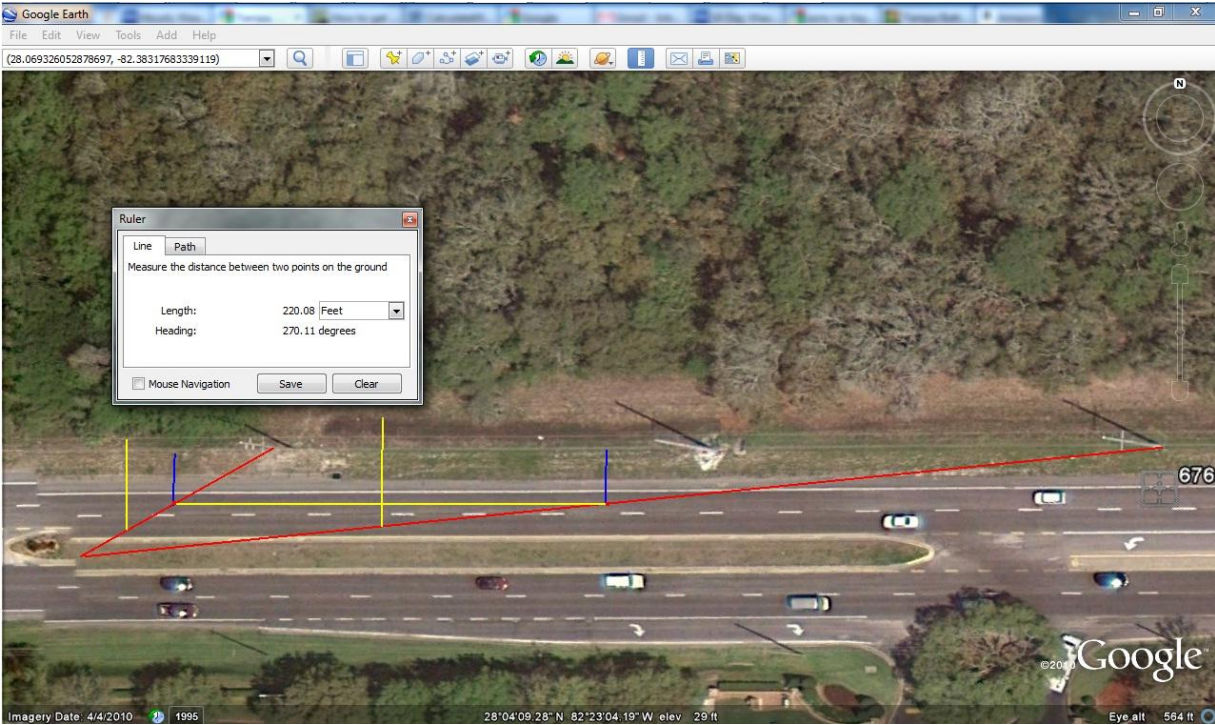 Google Earth
File Edit View Tools Add Help
(28.069326052878697, -82.38317683339119)
N
Ruler
Line Path
Measure the distance between two points on the ground
Length: 220.08 Feet
Heading: 270.11 degrees
Mouse Navigation Save Clear
676
©2010 Google
Imagery Date: 4/4/2010 1995 28°04'09.28" N 82°23'04.19" W elev 29 ft Eye alt 564 ft